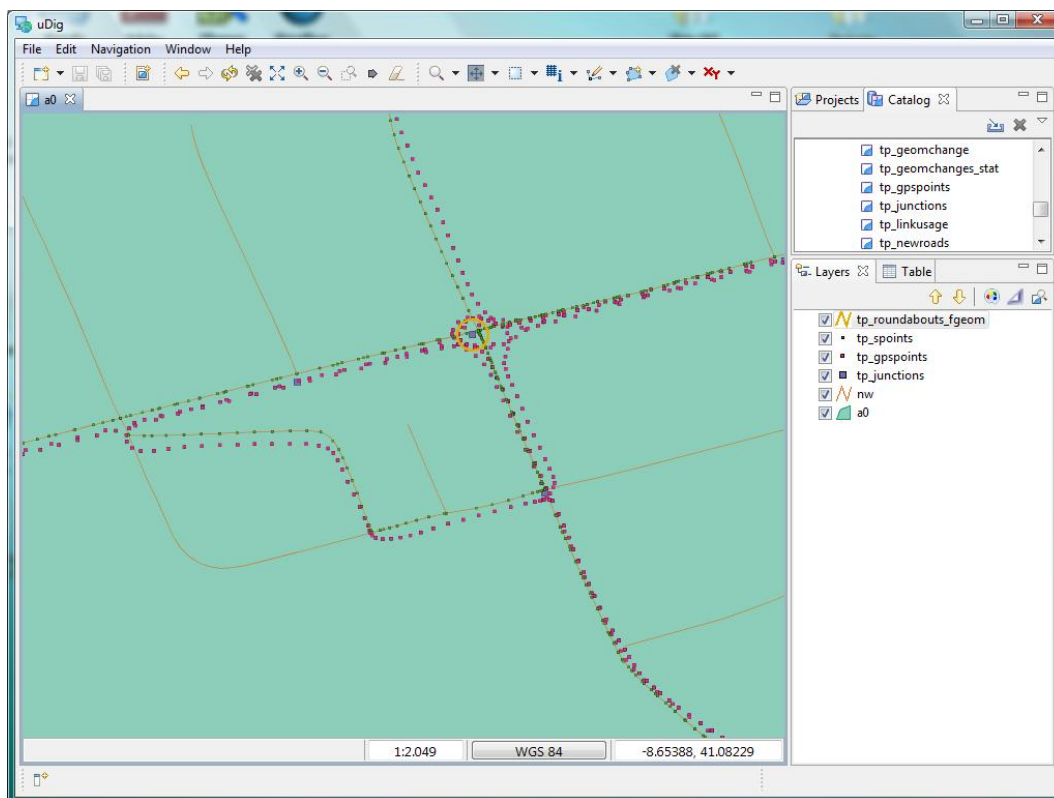 uDig
File Edit Navigation Window Help
a0
Projects Catalog
tp_geomchange
tp_geomchanges_stat
tp_gpspoints
tp_junctions
tp_linkusage
tp_newroads
Layers Table
tp_roundabouts_fgeom
tp_spoints
tp_gpspoints
tp_junctions
nw
a0
1:2.049 WGS 84 -8.65388, 41.08229